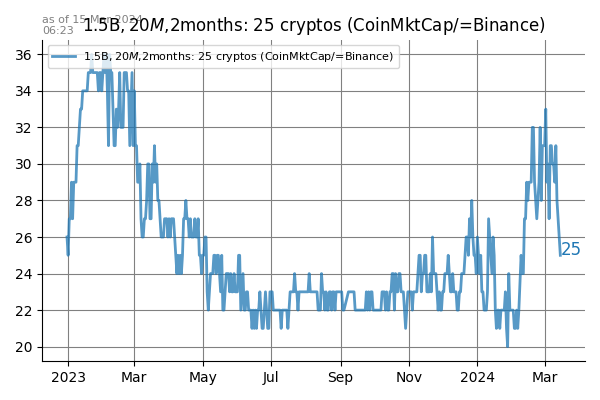 as of 15 Mar 2024
06:23
1.5B, 20M,2months: 25 cryptos (CoinMktCap/=Binance)
1.5B, 20M,2months: 25 cryptos (CoinMktCap/=Binance)
36
34
32
30
28
26
24
22
20
25
2023 Mar May Jul Sep Nov 2024 Mar